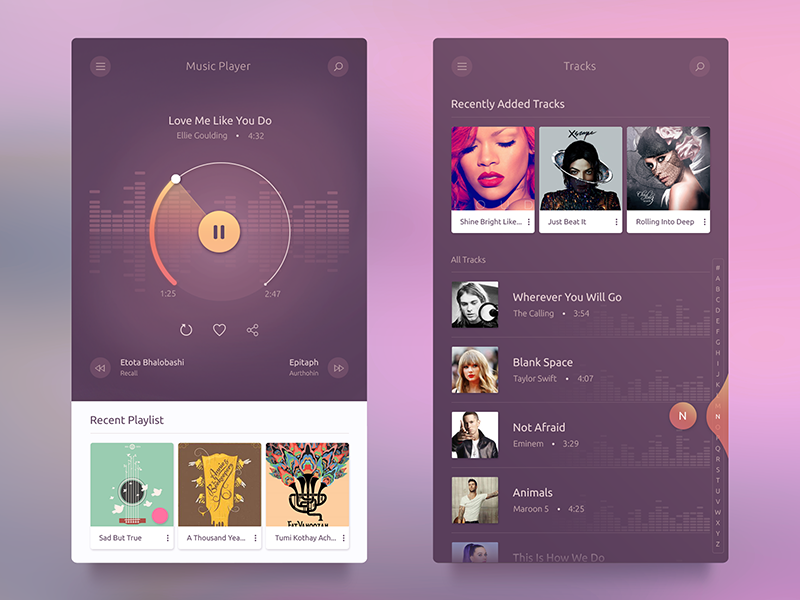 Music Player
Love Me Like You Do
Ellie Goulding • 4:32
1:25
2:47
Etota Bhalobashi
Recall
Epitaph
Aurthohin
Recent Playlist
Sad But True
A Thousand Yea...
Tumi Kothay Ach...
Tracks
Recently Added Tracks
Xscape
Shine Bright Like...
Just Beat It
Rolling Into Deep
All Tracks
Wherever You Will Go
The Calling • 3:54
Blank Space
Taylor Swift • 4:07
Not Afraid
Eminem • 3:29
Animals
Maroon 5 • 4:25
This Is How We Do
N
#
A
B
C
D
E
F
G
H
I
J
K
L
M
N
O
P
Q
R
S
T
U
V
W
X
Y
Z